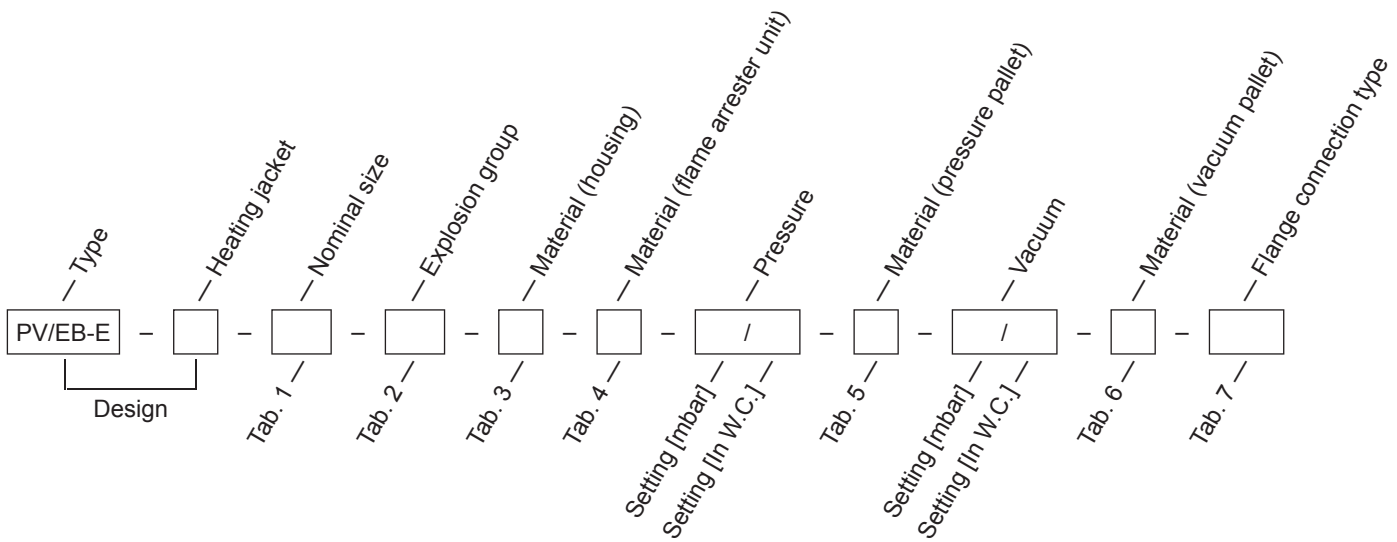 Type
Heating jacket
Nominal size
Explosion group
Material (housing)
Material (flame arrester unit)
Pressure
Material (pressure pallet)
Vacuum
Material (vacuum pallet)
Flange connection type
PV/EB-E – – – – – – / – – / – –
Design
Tab. 1
Tab. 2
Tab. 3
Tab. 4
Setting [mbar]
Setting [In W.C.]
Tab. 5
Setting [mbar]
Setting [In W.C.]
Tab. 6
Tab. 7